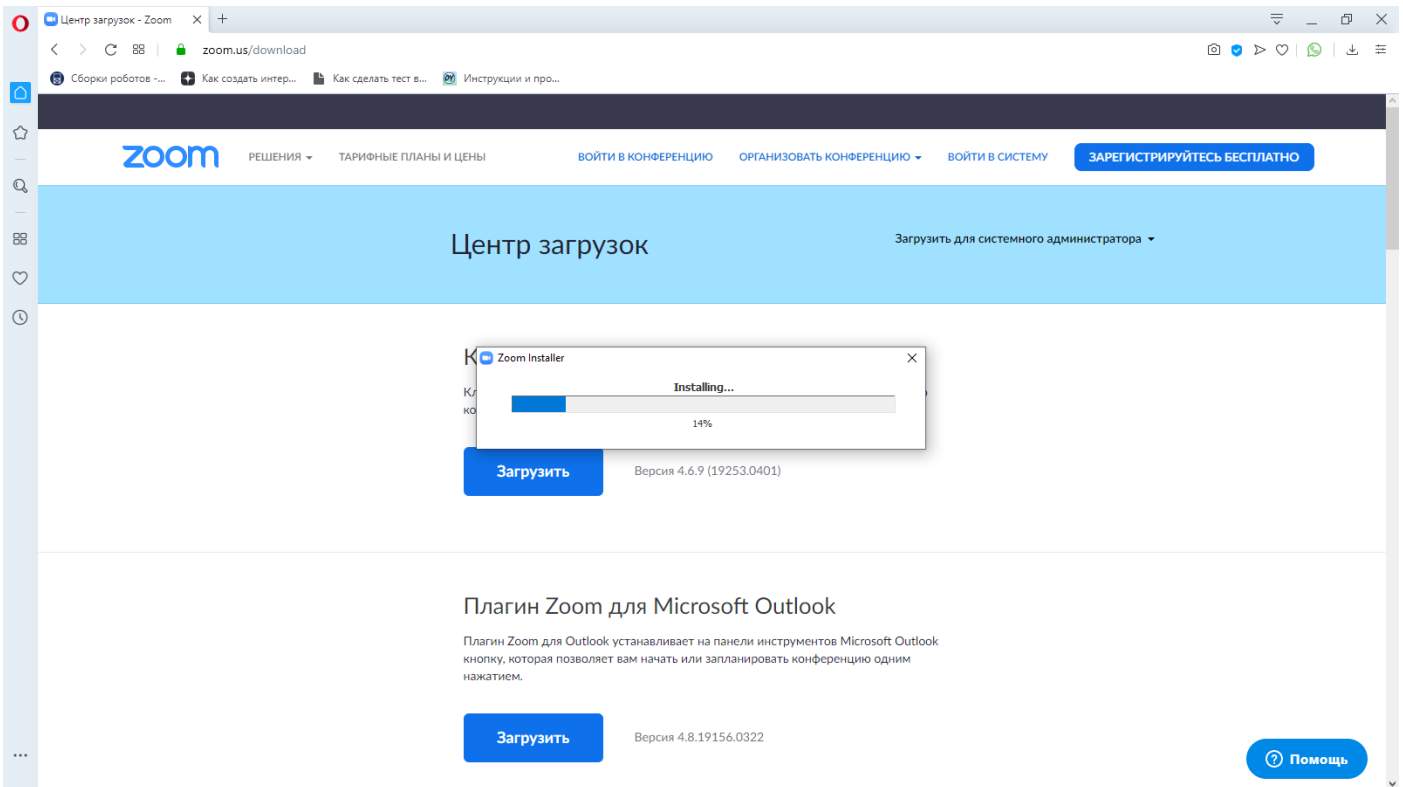 Центр загрузок - Zoom
zoom.us/download
Сборки роботов -...
Как создать интер...
Как сделать тест в...
Инструкции и про...
zoom
РЕШЕНИЯ
ТАРИФНЫЕ ПЛАНЫ И ЦЕНЫ
ВОЙТИ В КОНФЕРЕНЦИЮ
ОРГАНИЗОВАТЬ КОНФЕРЕНЦИЮ
ВОЙТИ В СИСТЕМУ
ЗАРЕГИСТРИРУЙТЕСЬ БЕСПЛАТНО
Центр загрузок
Загрузить для системного администратора
Zoom Installer
Installing...
14%
Загрузить
Версия 4.6.9 (19253.0401)
Плагин Zoom для Microsoft Outlook
Плагин Zoom для Outlook устанавливает на панели инструментов Microsoft Outlook
кнопку, которая позволяет вам начать или запланировать конференцию одним
нажатием.
Загрузить
Версия 4.8.19156.0322
Помощь